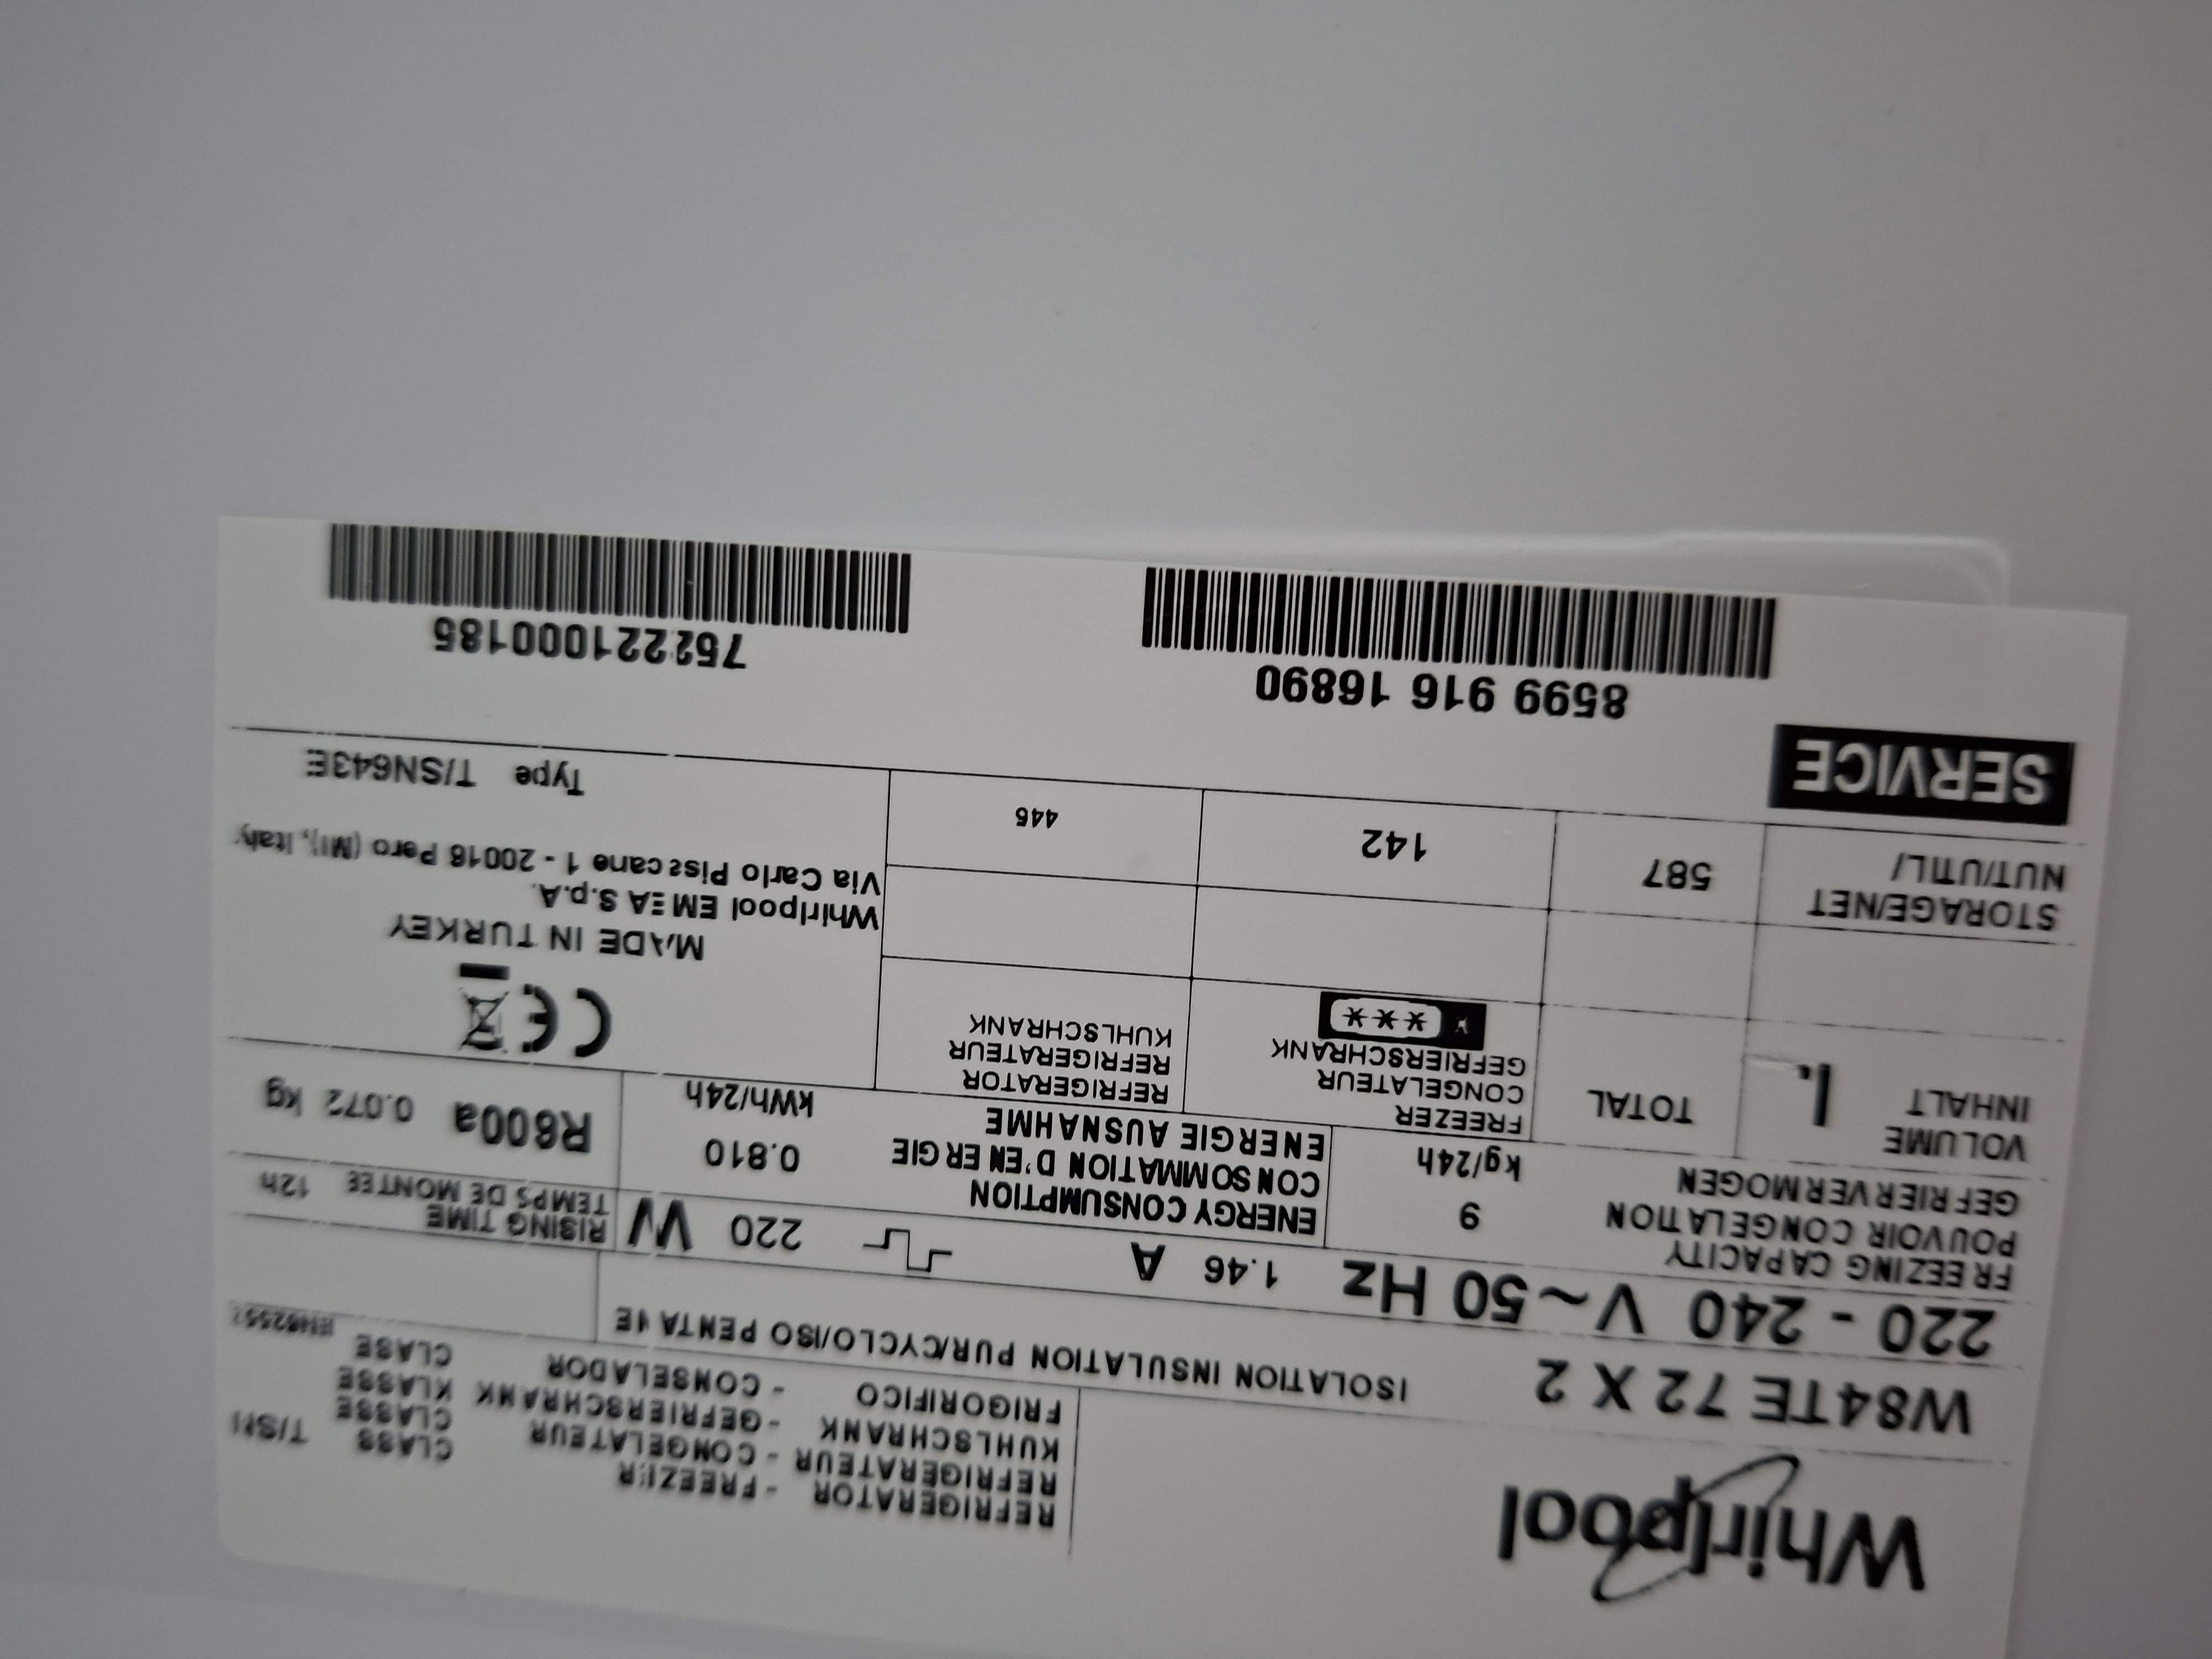 Whirlpool
REFRIGERATOR - FREEZER CLASS T/SN
REFRIGERATEUR - CONGELATEUR CLASSE
KUHLSCHRANK - GEFRIERSCHRANK KLASSE
FRIGORIFICO - CONSELADOR CLASE
W84TE 72 X 2
ISOLATION INSULATION PUR/CYCLO/ISO PENTANE
220 - 240 V ~ 50 Hz 1.46 A 220 W
RISING TIME
TEMPS DE MONTEE 12h
FREEZING CAPACITY
POUVOIR CONGELATION
GEFRIERVERMOGEN
9
kg/24h
ENERGY CONSUMPTION
CONSOMMATION D'ENERGIE
ENERGIE AUSNAHME
0.810
kWh/24h
R600a 0.072 kg
VOLUME
INHALT
l.
TOTAL
FREEZER
CONGELATEUR
GEFRIERSCHRANK
* ***
REFRIGERATOR
REFRIGERATEUR
KUHLSCHRANK
CE
MADE IN TURKEY
Whirlpool EMEA S.p.A.
Via Carlo Pisacane 1 - 20016 Pero (MI), Italy
STORAGE/NET
NUT/UTIL/
587
142
445
Type T/SN643E
SERVICE
8599 916 16890
752221000185